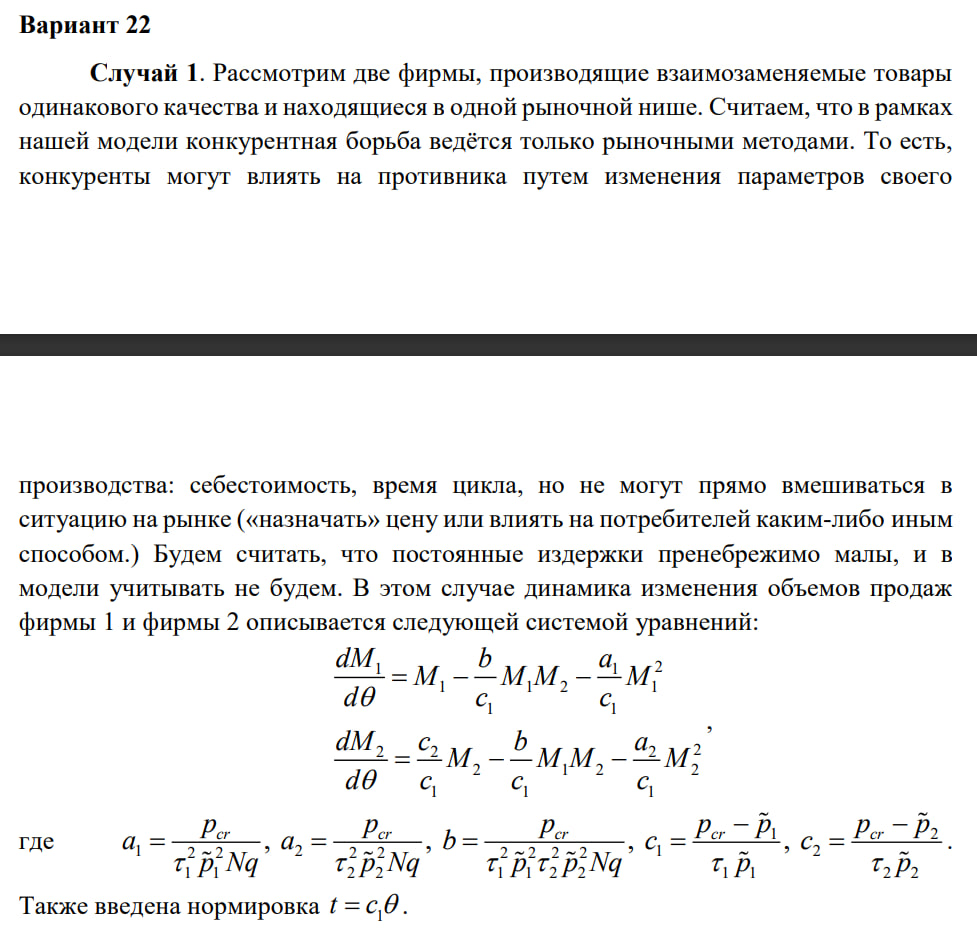 Вариант 22
Случай 1. Рассмотрим две фирмы, производящие взаимозаменяемые товары
одинакового качества и находящиеся в одной рыночной нише. Считаем, что в рамках
нашей модели конкурентная борьба ведётся только рыночными методами. То есть,
конкуренты могут влиять на противника путем изменения параметров своего
производства: себестоимость, время цикла, но не могут прямо вмешиваться в
ситуацию на рынке («назначать» цену или влиять на потребителей каким-либо иным
способом.) Будем считать, что постоянные издержки пренебрежимо малы, и в
модели учитывать не будем. В этом случае динамика изменения объемов продаж
фирмы 1 и фирмы 2 описывается следующей системой уравнений:
\frac{dM_1}{d\theta} = M_1 - \frac{b}{c_1} M_1 M_2 - \frac{a_1}{c_1} M_1^2
\frac{dM_2}{d\theta} = \frac{c_2}{c_1} M_2 - \frac{b}{c_1} M_1 M_2 - \frac{a_2}{c_1} M_2^2 ,
где a_1 = \frac{p_{cr}}{\tau_1^2 \tilde{p}_1^2 Nq}, a_2 = \frac{p_{cr}}{\tau_2^2 \tilde{p}_2^2 Nq}, b = \frac{p_{cr}}{\tau_1^2 \tilde{p}_1^2 \tau_2^2 \tilde{p}_2^2 Nq}, c_1 = \frac{p_{cr} - \tilde{p}_1}{\tau_1 \tilde{p}_1}, c_2 = \frac{p_{cr} - \tilde{p}_2}{\tau_2 \tilde{p}_2}.
Также введена нормировка t = c_1\theta.